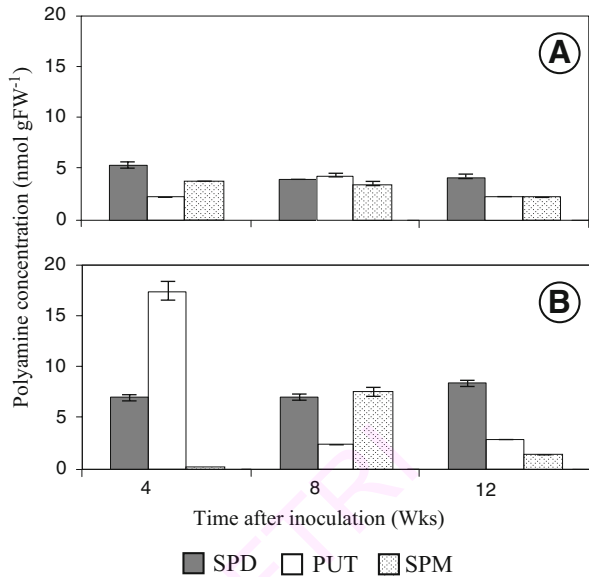 Polyamine concentration (nmol gFW-1)
20
15
10
5
0
A
20
15
10
5
0
B
4 8 12
Time after inoculation (Wks)
SPD PUT SPM